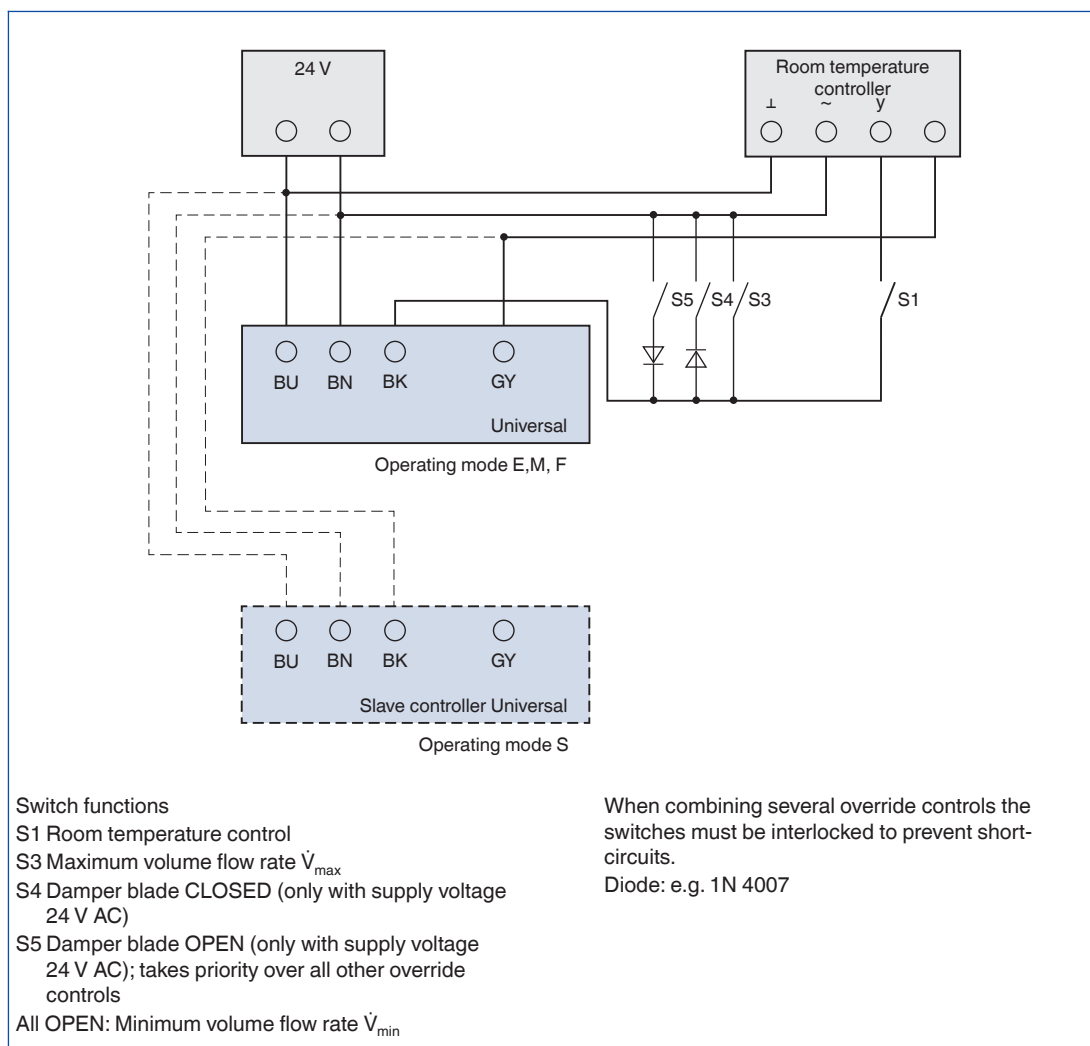 24 V
Room temperature
controller
⊥ ~ y
S5 S4 S3 S1
BU BN BK GY
Universal
Operating mode E,M, F
BU BN BK GY
Slave controller Universal
Operating mode S
Switch functions
S1 Room temperature control
S3 Maximum volume flow rate V̇max
S4 Damper blade CLOSED (only with supply voltage
24 V AC)
S5 Damper blade OPEN (only with supply voltage
24 V AC); takes priority over all other override
controls
All OPEN: Minimum volume flow rate V̇min
When combining several override controls the
switches must be interlocked to prevent short-
circuits.
Diode: e.g. 1N 4007